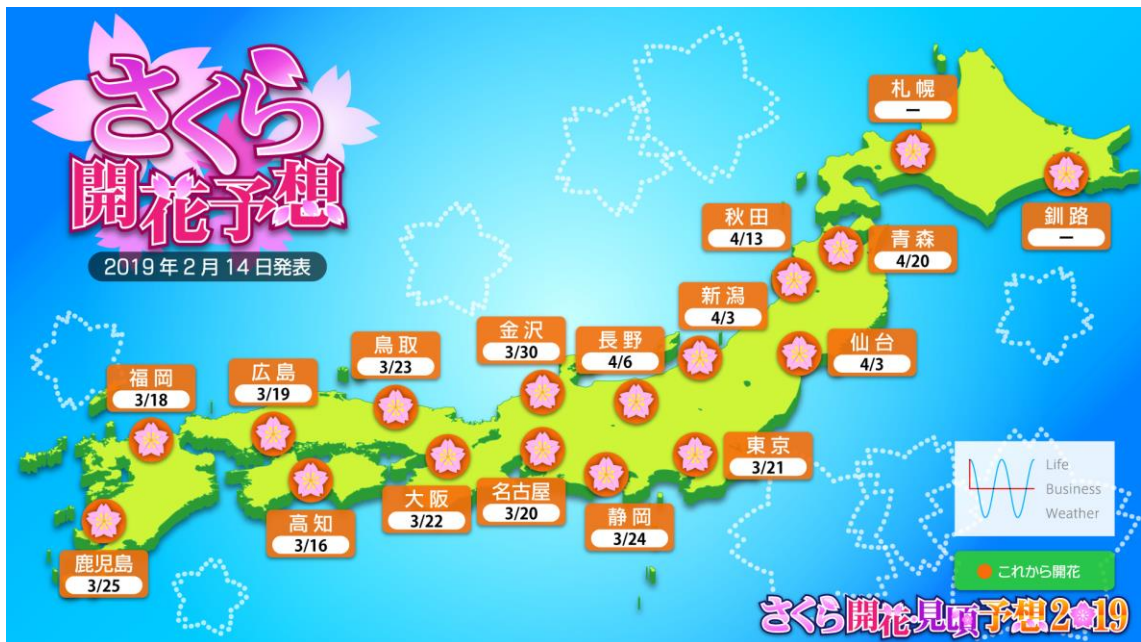 さくら
開花予想
2019年2月14日発表
札幌
ー
釧路
ー
秋田
4/13
青森
4/20
新潟
4/3
仙台
4/3
金沢
3/30
長野
4/6
鳥取
3/23
広島
3/19
福岡
3/18
東京
3/21
大阪
3/22
名古屋
3/20
静岡
3/24
高知
3/16
鹿児島
3/25
Life
Business
Weather
これから開花
さくら開花・見頃予想2019